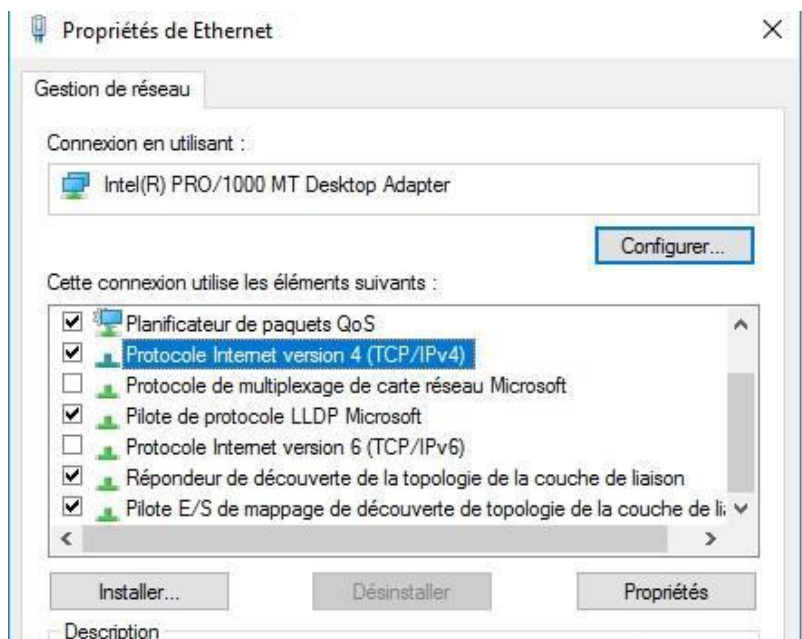 Propriétés de Ethernet
Gestion de réseau
Connexion en utilisant :
Intel(R) PRO/1000 MT Desktop Adapter
Configurer...
Cette connexion utilise les éléments suivants :
Planificateur de paquets QoS
Protocole Internet version 4 (TCP/IPv4)
Protocole de multiplexage de carte réseau Microsoft
Pilote de protocole LLDP Microsoft
Protocole Internet version 6 (TCP/IPv6)
Répondeur de découverte de la topologie de la couche de liaison
Pilote E/S de mappage de découverte de topologie de la couche de
Installer... Désinstaller Propriétés
Description